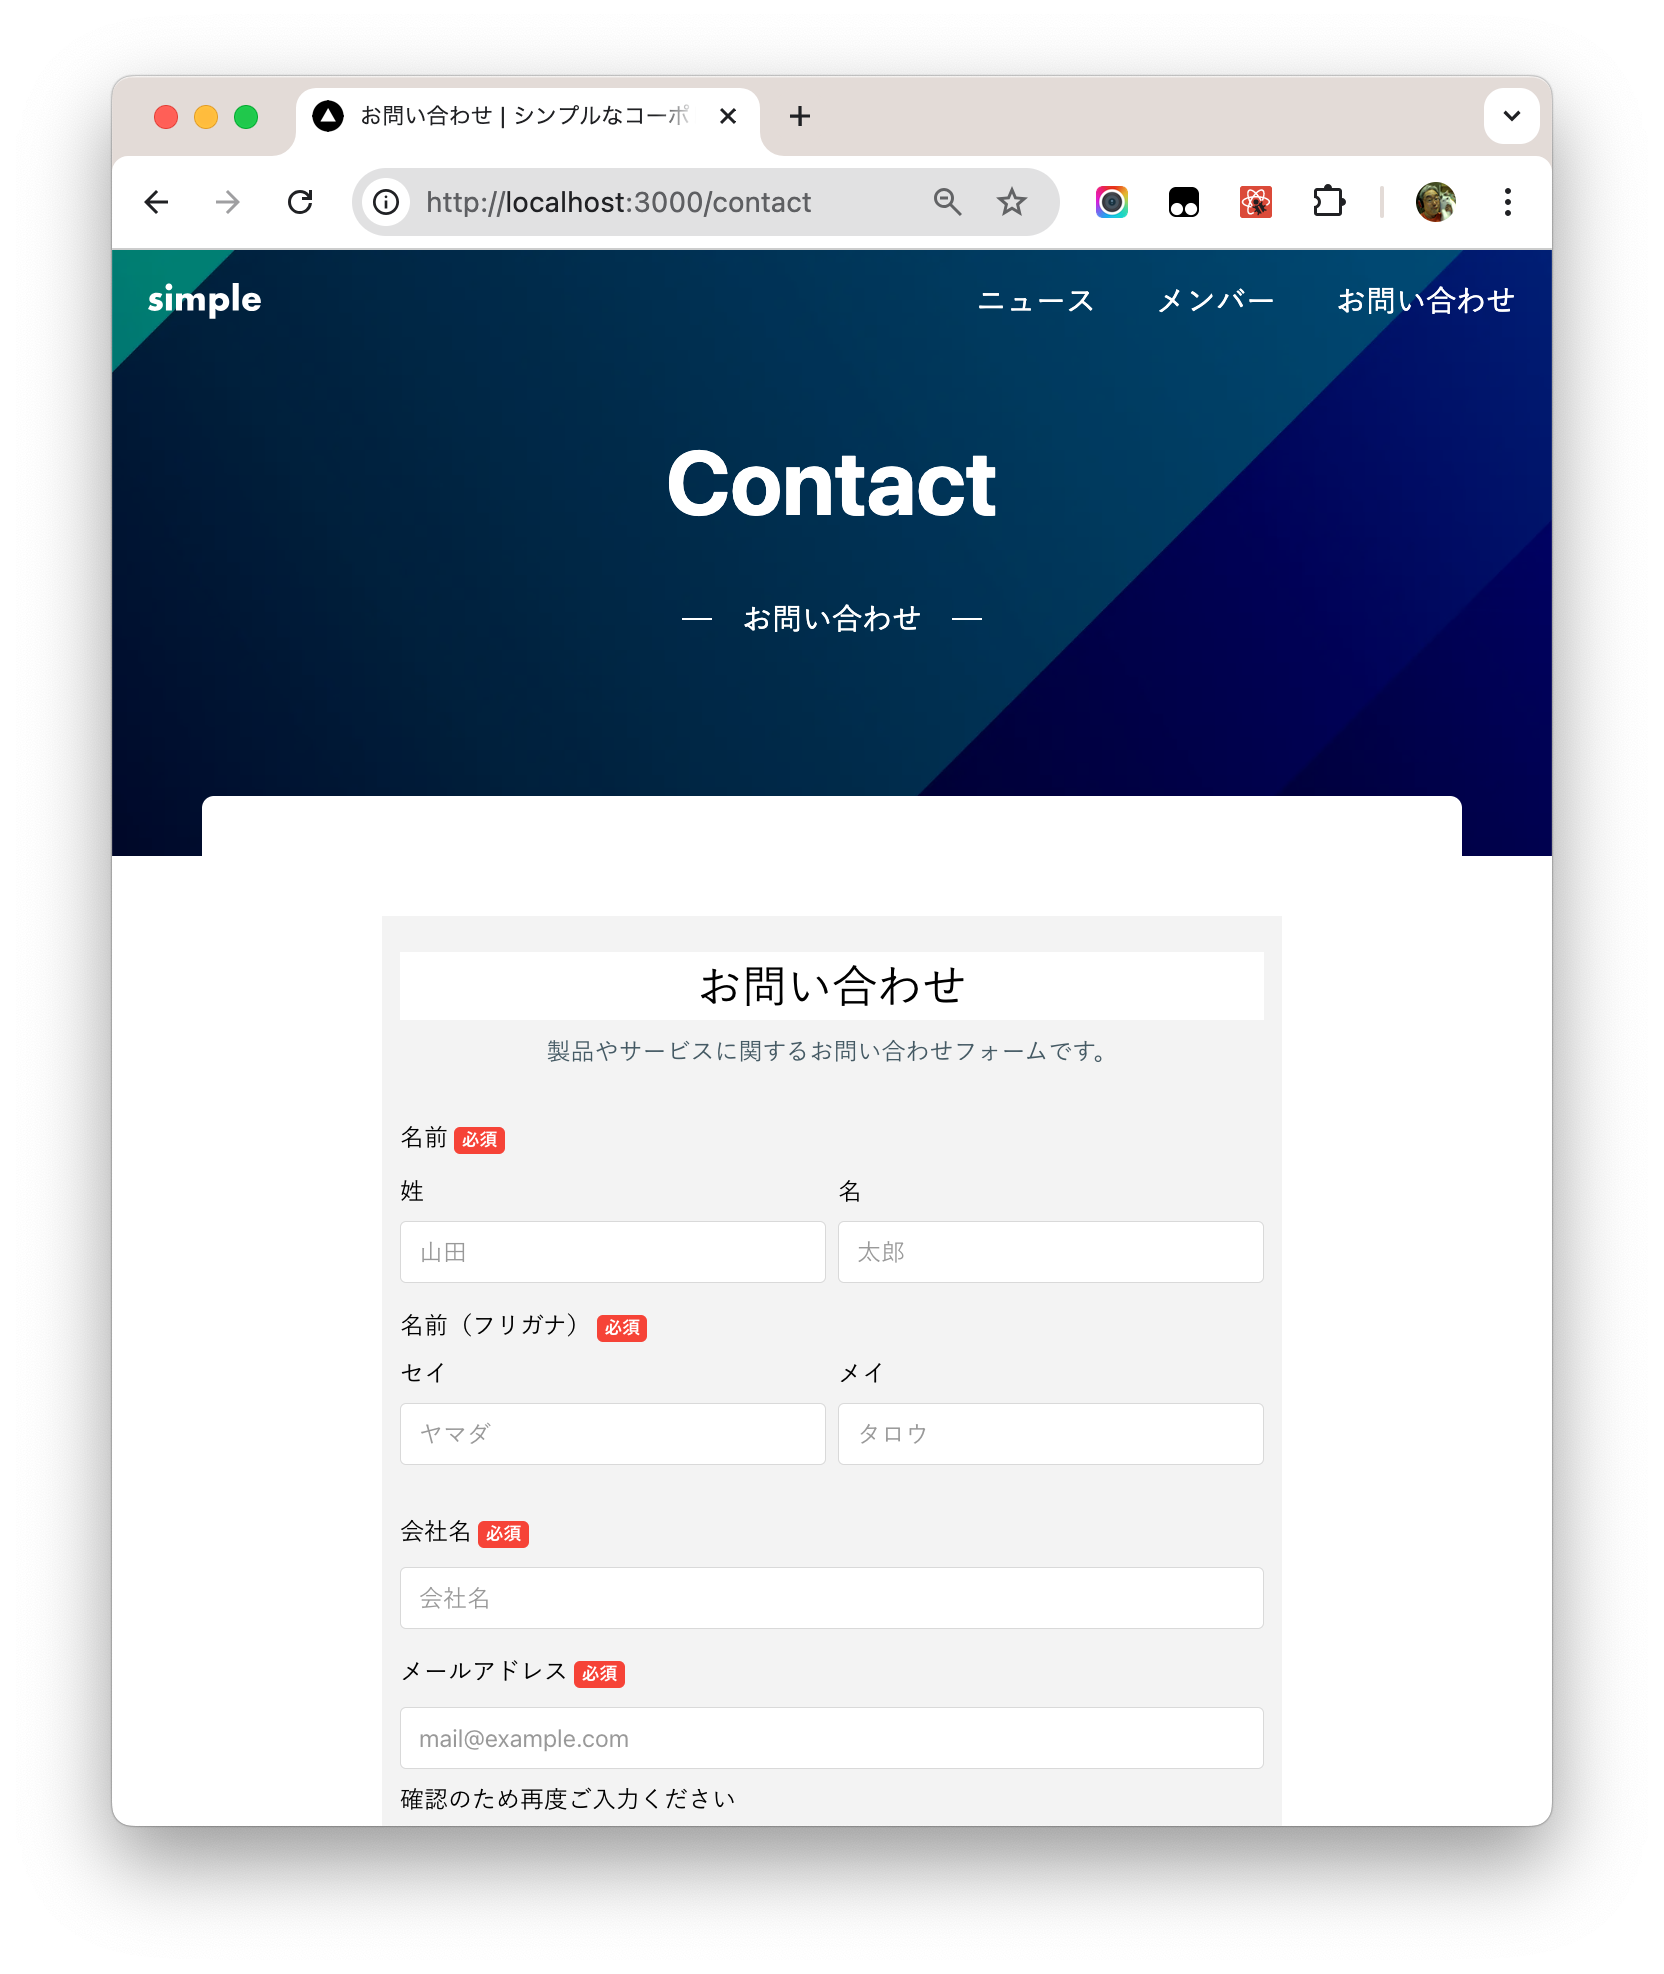 お問い合わせ | シンプルなコーポ
http://localhost:3000/contact
simple
ニュース メンバー お問い合わせ
Contact
お問い合わせ
お問い合わせ
製品やサービスに関するお問い合わせフォームです。
名前 必須
姓 名
山田 太郎
名前（フリガナ） 必須
セイ メイ
ヤマダ タロウ
会社名 必須
会社名
メールアドレス 必須
mail@example.com
確認のため再度ご入力ください